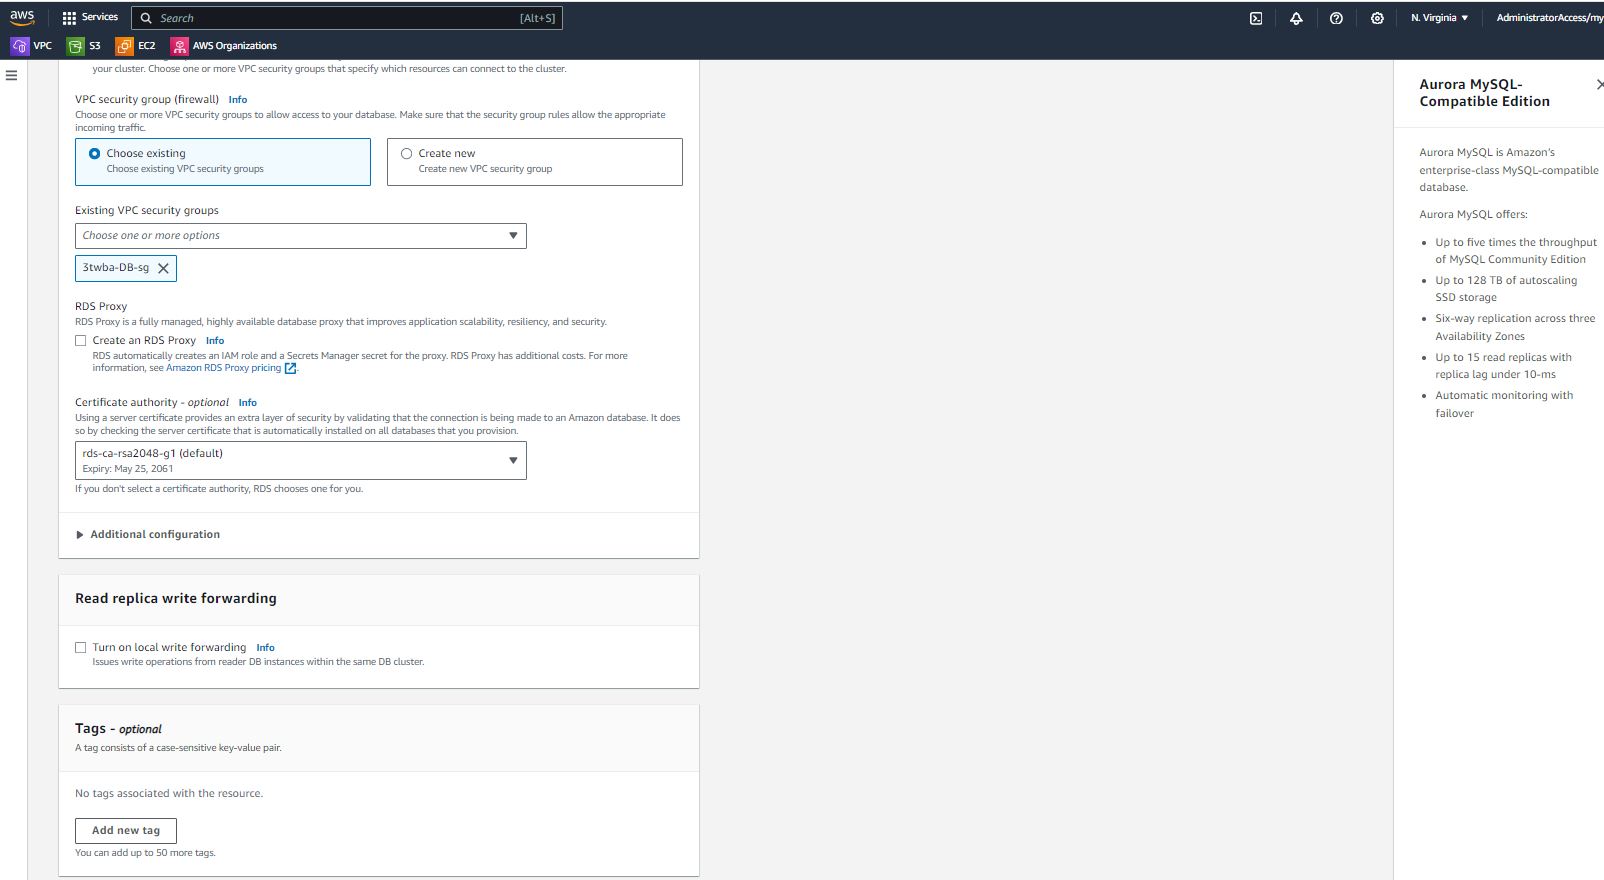 aws
Services
Search
[Alt+S]
N. Virginia
AdministratorAccess/my
VPC
S3
EC2
AWS Organizations
your cluster. Choose one or more VPC security groups that specify which resources can connect to the cluster.
VPC security group (firewall) Info
Choose one or more VPC security groups to allow access to your database. Make sure that the security group rules allow the appropriate
incoming traffic.
Choose existing
Choose existing VPC security groups
Create new
Create new VPC security group
Existing VPC security groups
Choose one or more options
3twba-DB-sg
RDS Proxy
RDS Proxy is a fully managed, highly available database proxy that improves application scalability, resiliency, and security.
Create an RDS Proxy Info
RDS automatically creates an IAM role and a Secrets Manager secret for the proxy. RDS Proxy has additional costs. For more
information, see Amazon RDS Proxy pricing.
Certificate authority - optional Info
Using a server certificate provides an extra layer of security by validating that the connection is being made to an Amazon database. It does
so by checking the server certificate that is automatically installed on all databases that you provision.
rds-ca-rsa2048-g1 (default)
Expiry: May 25, 2061
If you don't select a certificate authority, RDS chooses one for you.
Additional configuration
Read replica write forwarding
Turn on local write forwarding Info
Issues write operations from reader DB instances within the same DB cluster.
Tags - optional
A tag consists of a case-sensitive key-value pair.
No tags associated with the resource.
Add new tag
You can add up to 50 more tags.
Aurora MySQL-
Compatible Edition
Aurora MySQL is Amazon's
enterprise-class MySQL-compatible
database.
Aurora MySQL offers:
Up to five times the throughput
of MySQL Community Edition
Up to 128 TB of autoscaling
SSD storage
Six-way replication across three
Availability Zones
Up to 15 read replicas with
replica lag under 10-ms
Automatic monitoring with
failover